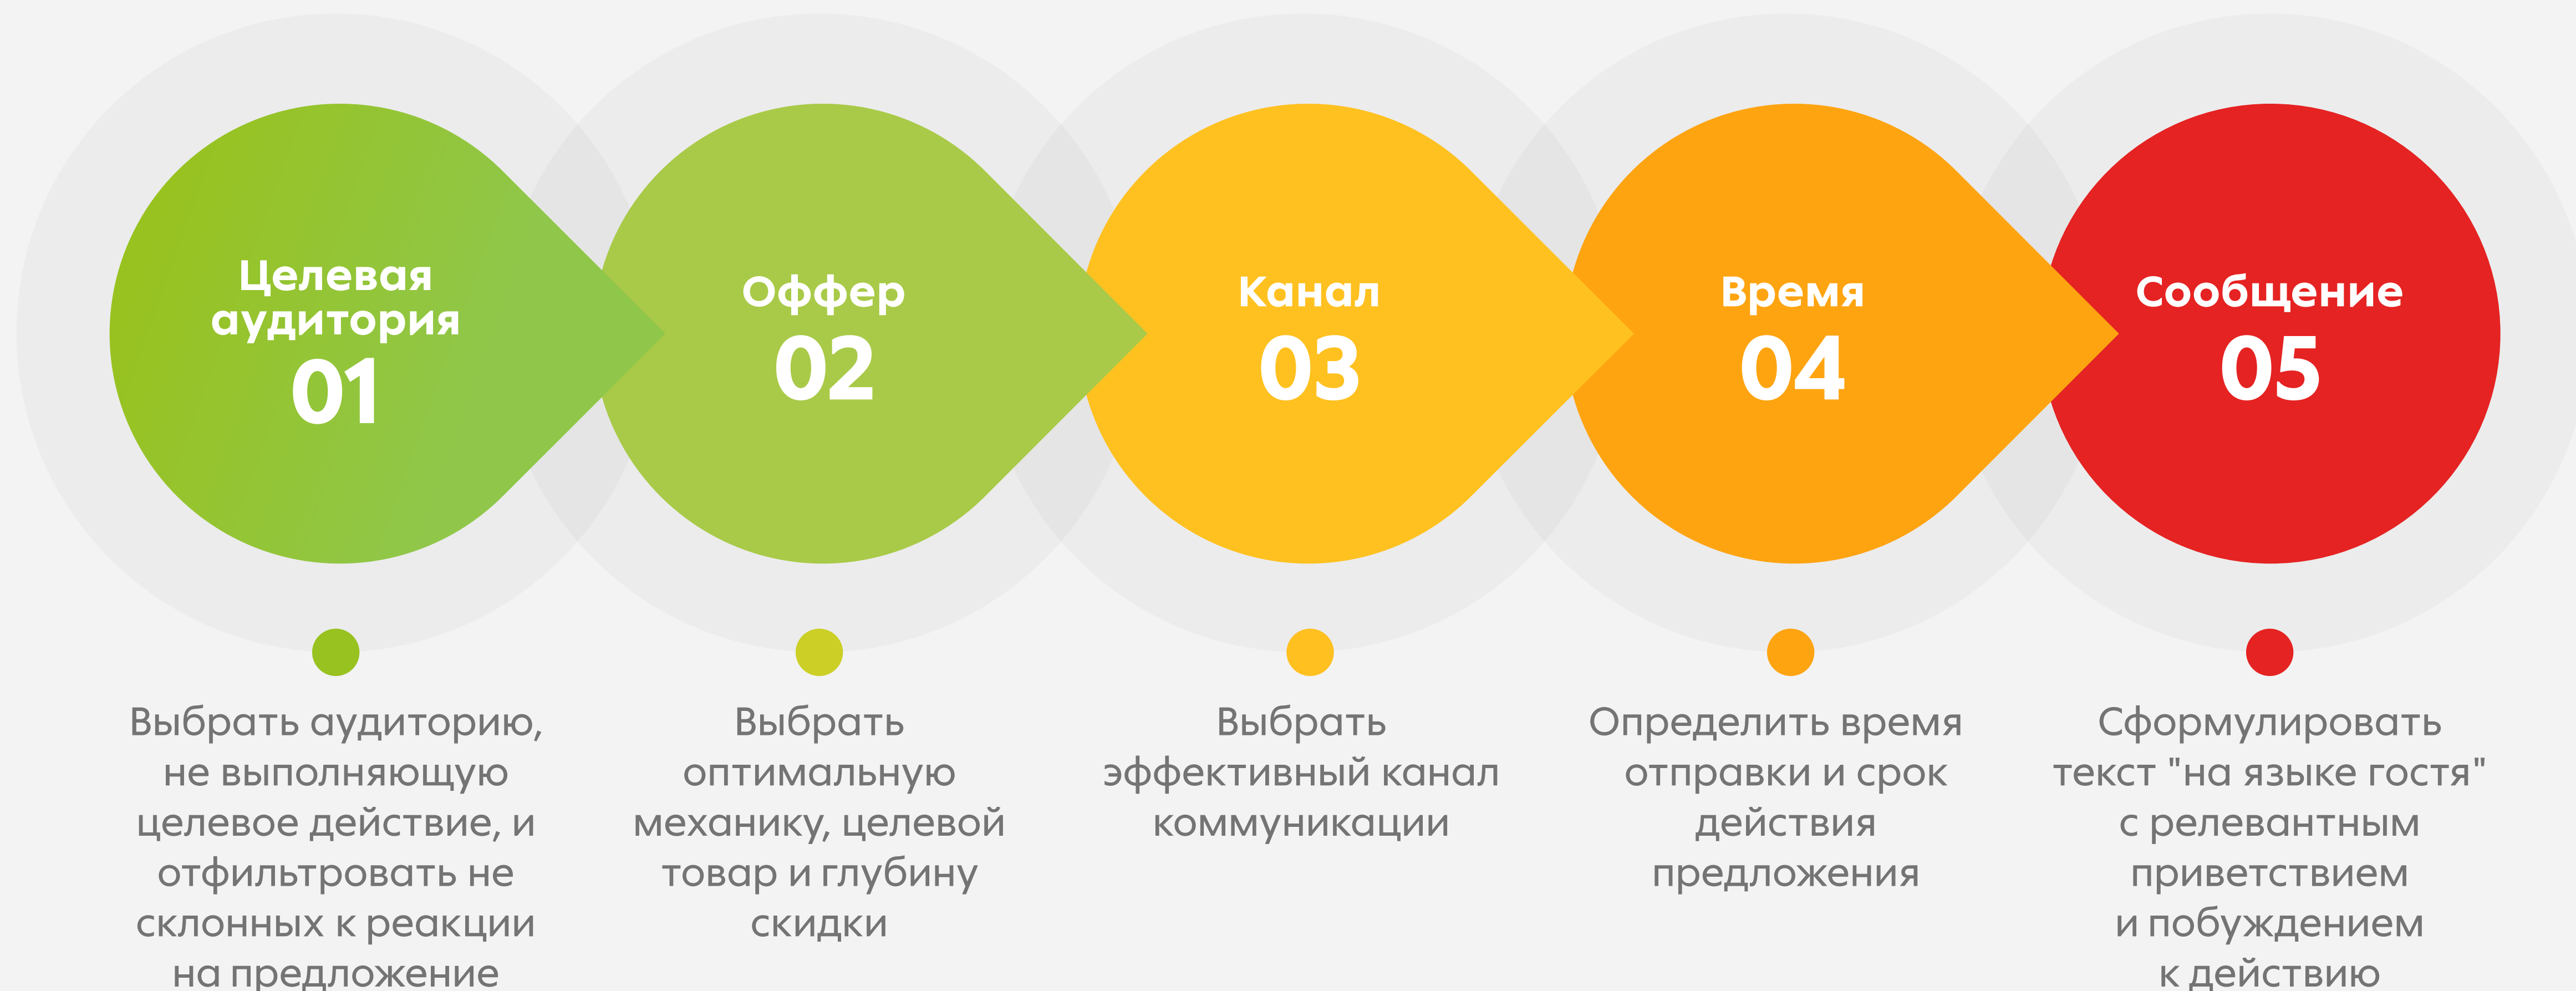 Целевая
аудитория
01
Оффер
02
Канал
03
Время
04
Сообщение
05
Выбрать аудиторию,
не выполняющую
целевое действие, и
отфильтровать не
склонных к реакции
на предложение
Выбрать
оптимальную
механику, целевой
товар и глубину
скидки
Выбрать
эффективный канал
коммуникации
Определить время
отправки и срок
действия
предложения
Сформулировать
текст "на языке гостя"
с релевантным
приветствием
и побуждением
к действию